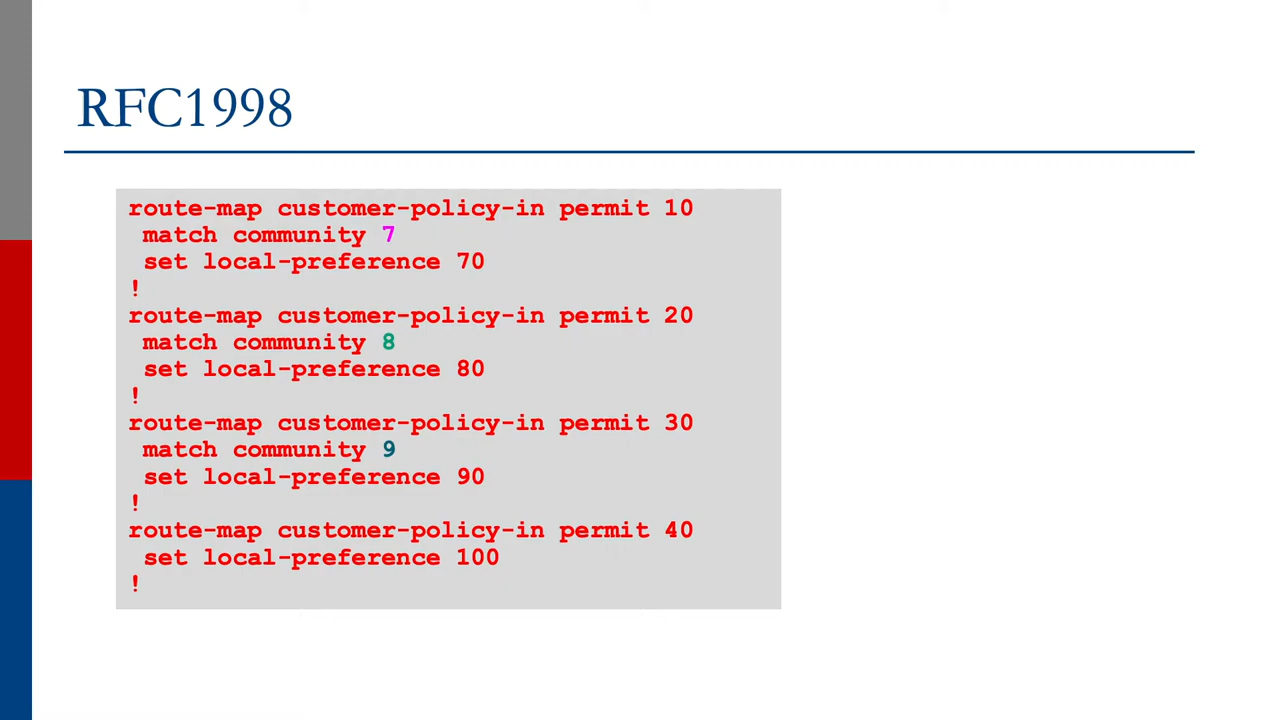 RFC1998
route-map customer-policy-in permit 10
 match community 7
 set local-preference 70
!
route-map customer-policy-in permit 20
 match community 8
 set local-preference 80
!
route-map customer-policy-in permit 30
 match community 9
 set local-preference 90
!
route-map customer-policy-in permit 40
 set local-preference 100
!